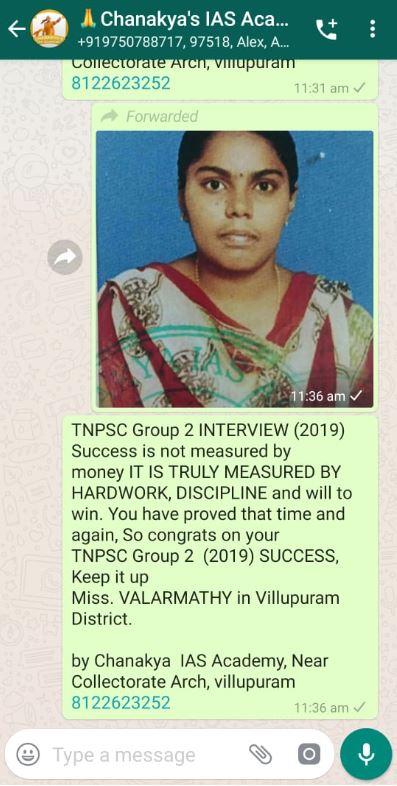 🙏 Chanakya's IAS Aca...
+919750788717, 97518, Alex, A...
Collectorate Arch, villupuram
8122623252
11:31 am
Forwarded
11:36 am
TNPSC Group 2 INTERVIEW (2019)
Success is not measured by
money IT IS TRULY MEASURED BY
HARDWORK, DISCIPLINE and will to
win. You have proved that time and
again, So congrats on your
TNPSC Group 2  (2019) SUCCESS,
Keep it up
Miss. VALARMATHY in Villupuram
District.
by Chanakya  IAS Academy, Near
Collectorate Arch, villupuram
8122623252
11:36 am
Type a message